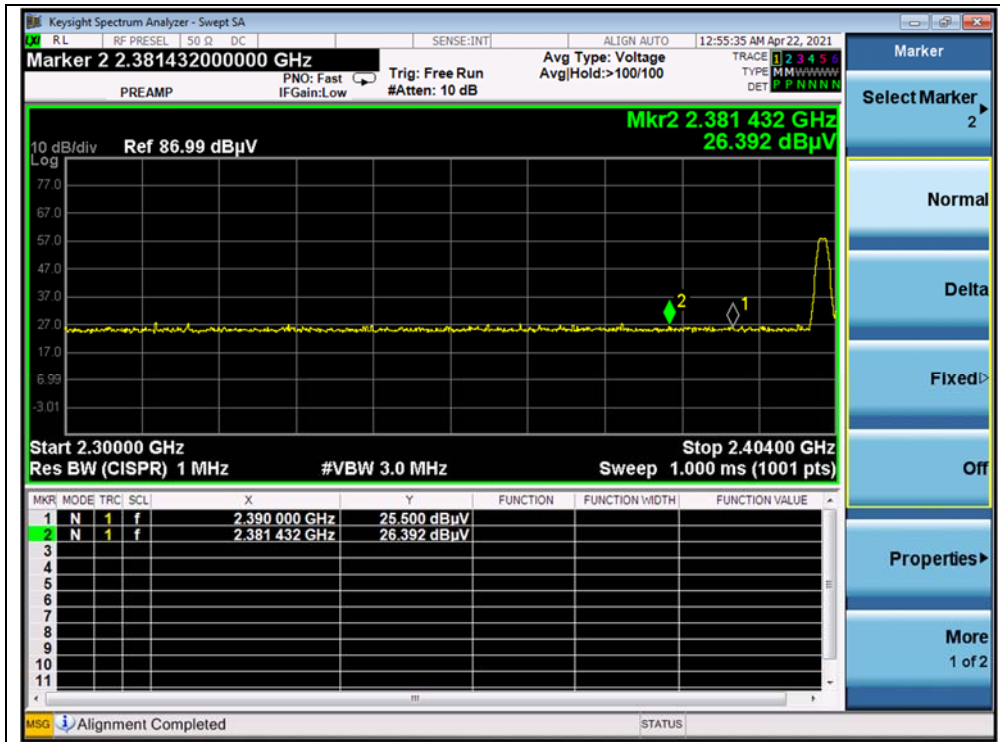 Keysight Spectrum Analyzer - Swept SA
LXI RL RF PRESEL 50 Ω DC SENSE:INT ALIGN AUTO 12:55:35 AM Apr 22, 2021
Marker 2 2.381432000000 GHz
PREAMP
PNO: Fast
IFGain:Low
Trig: Free Run
#Atten: 10 dB
Avg Type: Voltage
Avg|Hold:>100/100
TRACE 1 2 3 4 5 6
TYPE MMWWWW
DET P P N N N N
Mkr2 2.381 432 GHz
26.392 dBµV
10 dB/div Ref 86.99 dBµV
Log
77.0
67.0
57.0
47.0
37.0
27.0
17.0
6.99
-3.01
2
1
Start 2.30000 GHz Stop 2.40400 GHz
Res BW (CISPR) 1 MHz #VBW 3.0 MHz Sweep 1.000 ms (1001 pts)
MKR MODE TRC SCL X Y FUNCTION FUNCTION WIDTH FUNCTION VALUE
1 N 1 f 2.390 000 GHz 25.500 dBµV
2 N 1 f 2.381 432 GHz 26.392 dBµV
3
4
5
6
7
8
9
10
11
MSG Alignment Completed STATUS
Marker
Select Marker
2
Normal
Delta
Fixed
Off
Properties
More
1 of 2